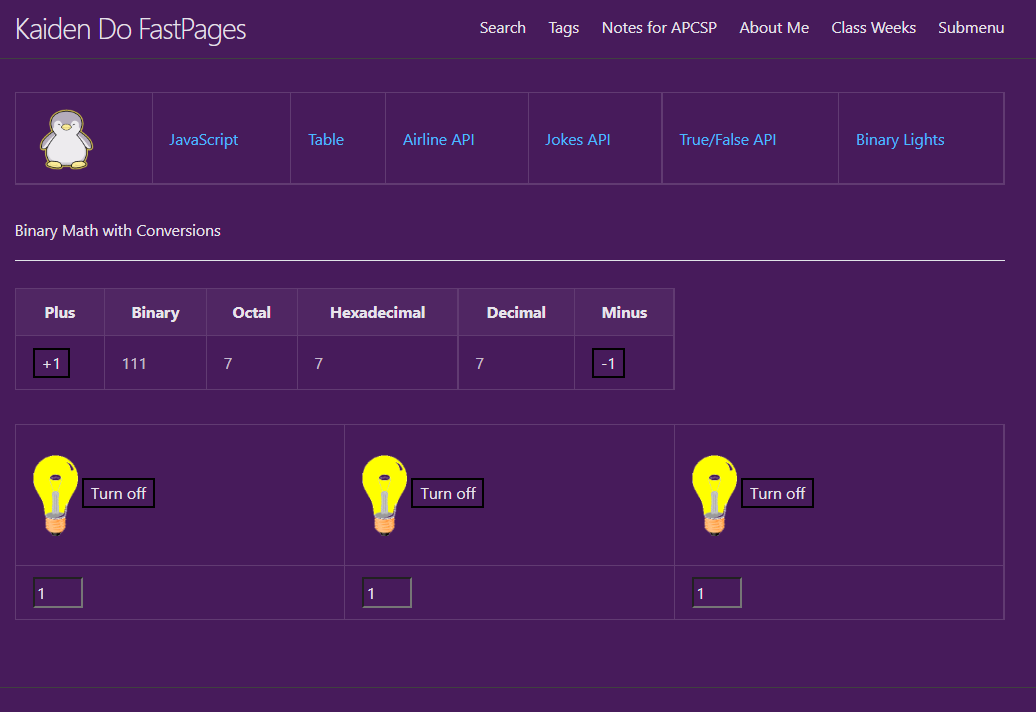 Kaiden Do FastPages Search Tags Notes for APCSP About Me Class Weeks Submenu
JavaScript Table Airline API Jokes API True/False API Binary Lights
Binary Math with Conversions
Plus Binary Octal Hexadecimal Decimal Minus
+1 111 7 7 7 -1
Turn off Turn off Turn off
1 1 1